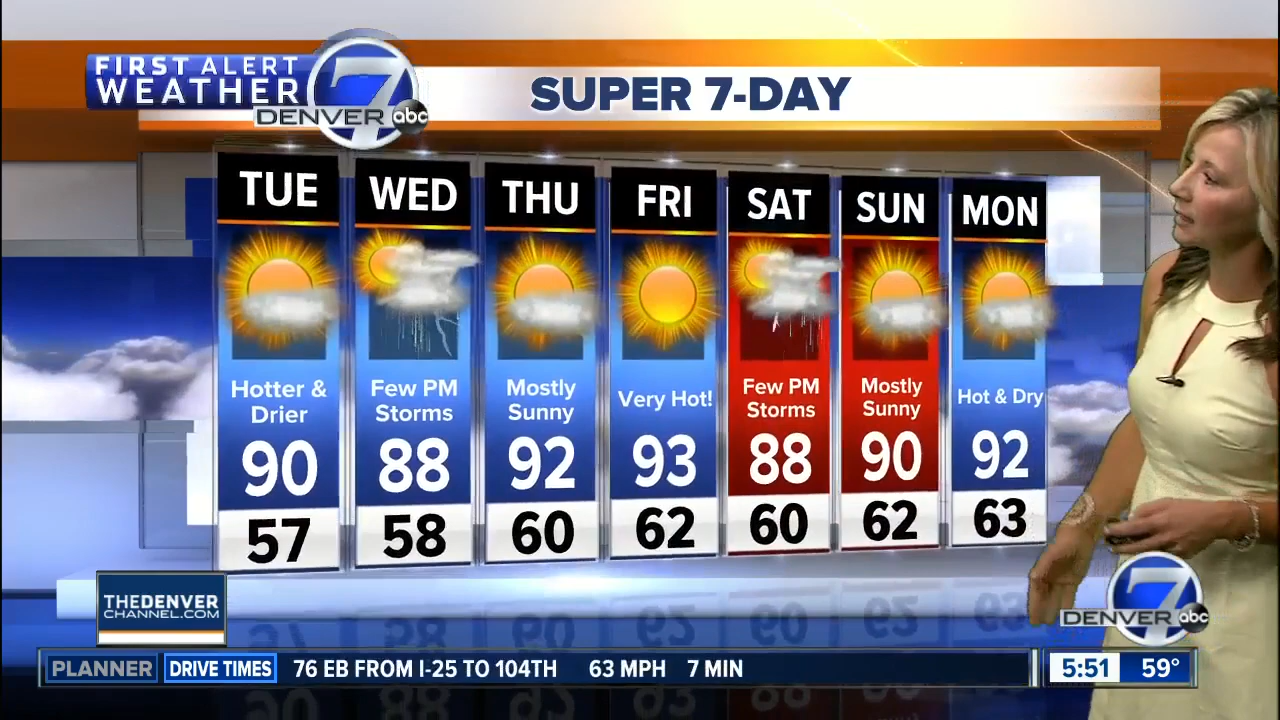 FIRST ALERT
WEATHER
7
DENVER abc
SUPER 7-DAY
TUE
WED
THU
FRI
SAT
SUN
MON
Hotter &
Drier
Few PM
Storms
Mostly
Sunny
Very Hot!
Few PM
Storms
Mostly
Sunny
Hot & Dry
90
88
92
93
88
90
92
57
58
60
62
60
62
63
THEDENVER
CHANNEL.COM
7
DENVER abc
PLANNER
DRIVE TIMES
76 EB FROM I-25 TO 104TH 63 MPH 7 MIN
5:51 59°